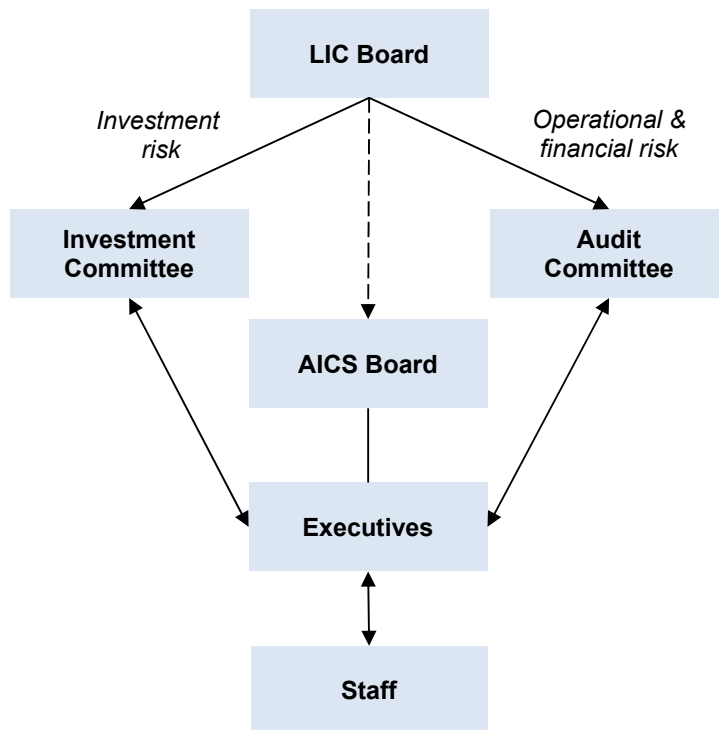 LIC Board
Investment
risk
Operational &
financial risk
Investment
Committee
Audit
Committee
AICS Board
Executives
Staff